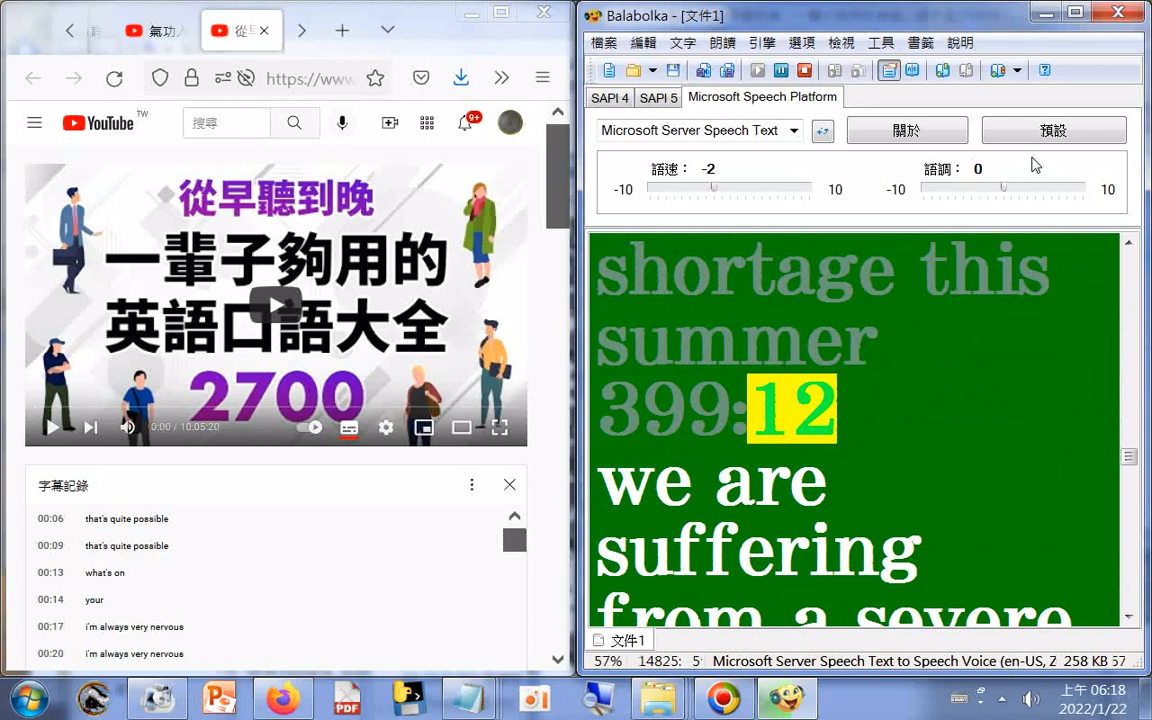 氣功
從
https://www
YouTube TW
搜尋
9+
從早聽到晚
一輩子夠用的
英語口語大全
2700
0:00 / 10:05:20
字幕記錄
00:06 that's quite possible
00:09 that's quite possible
00:13 what's on
00:14 your
00:17 i'm always very nervous
00:20 i'm always very nervous
Balabolka - [文件1]
檔案 編輯 文字 朗讀 引擎 選項 檢視 工具 書籤 說明
SAPI 4 SAPI 5 Microsoft Speech Platform
Microsoft Server Speech Text 關於 預設
語速： -2 語調： 0
-10 10 -10 10
shortage this
summer
399:12
we are
suffering
from a severe
文件1
57% 14825: 5 Microsoft Server Speech Text to Speech Voice (en-US, Z 258 KB 57
PDF
上午 06:18
2022/1/22